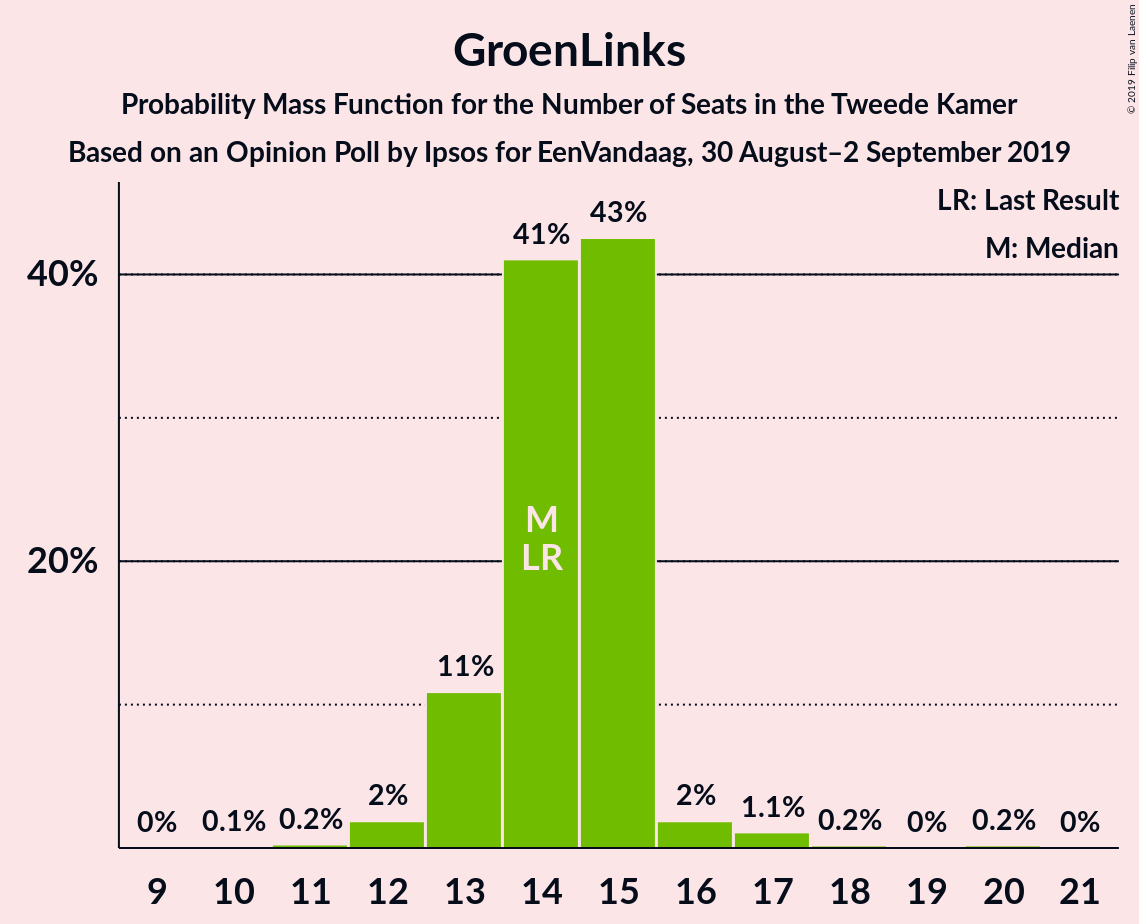 GroenLinks
Probability Mass Function for the Number of Seats in the Tweede Kamer
Based on an Opinion Poll by Ipsos for EenVandaag, 30 August–2 September 2019
© 2019 Filip van Laenen
LR: Last Result
M: Median
40%
20%
0%
0.1%
0.2%
2%
11%
41%
43%
2%
1.1%
0.2%
0%
0.2%
0%
M
LR
9 10 11 12 13 14 15 16 17 18 19 20 21